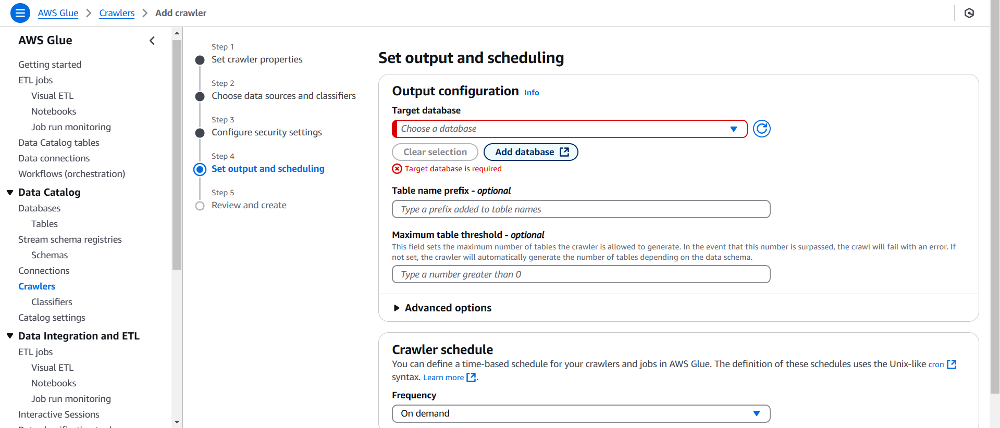 AWS Glue
Crawlers
Add crawler
AWS Glue
Getting started
ETL jobs
Visual ETL
Notebooks
Job run monitoring
Data Catalog tables
Data connections
Workflows (orchestration)
Data Catalog
Databases
Tables
Stream schema registries
Schemas
Connections
Crawlers
Classifiers
Catalog settings
Data Integration and ETL
ETL jobs
Visual ETL
Notebooks
Job run monitoring
Interactive Sessions
Step 1
Set crawler properties
Step 2
Choose data sources and classifiers
Step 3
Configure security settings
Step 4
Set output and scheduling
Step 5
Review and create
Set output and scheduling
Output configuration Info
Target database
Choose a database
Clear selection
Add database
Target database is required
Table name prefix - optional
Type a prefix added to table names
Maximum table threshold - optional
This field sets the maximum number of tables the crawler is allowed to generate. In the event that this number is surpassed, the crawl will fail with an error. If
not set, the crawler will automatically generate the number of tables depending on the data schema.
Type a number greater than 0
Advanced options
Crawler schedule
You can define a time-based schedule for your crawlers and jobs in AWS Glue. The definition of these schedules uses the Unix-like cron
syntax. Learn more.
Frequency
On demand